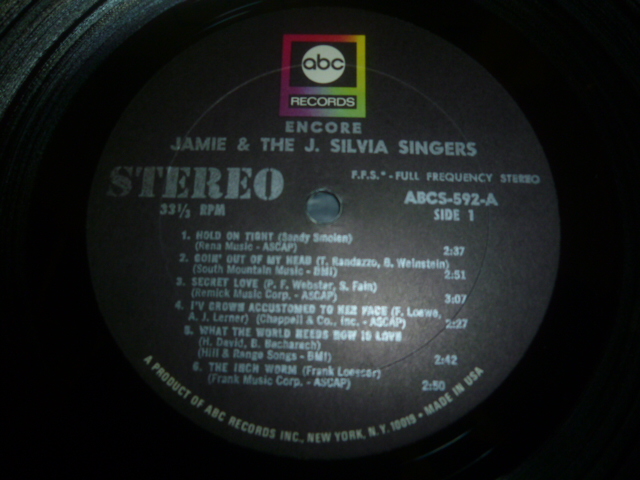 abc
RECORDS
ENCORE
JAMIE & THE J. SILVIA SINGERS
STEREO
F.F.S.* - FULL FREQUENCY STEREO
33⅓ RPM
ABCS-592-A
SIDE 1
1. HOLD ON TIGHT (Sandy Smolen)
(Rena Music - ASCAP) 2:37
2. GOIN' OUT OF MY HEAD (T. Randazzo, B. Weinstein)
(South Mountain Music - BMI) 2:51
3. SECRET LOVE (P. F. Webster, S. Fain)
(Remick Music Corp. - ASCAP) 3:07
4. I'V GROWN ACCUSTOMED TO HER FACE (F. Loewe,
A. J. Lerner) (Chappell & Co., Inc. - ASCAP) 2:27
5. WHAT THE WORLD NEEDS NOW IS LOVE
(H. David, B. Bacharach)
(Hill & Range Songs - BMI) 2:42
6. THE INCH WORM (Frank Loesser)
(Frank Music Corp. - ASCAP) 2:50
A PRODUCT OF ABC RECORDS INC., NEW YORK, N.Y. 10019 • MADE IN USA